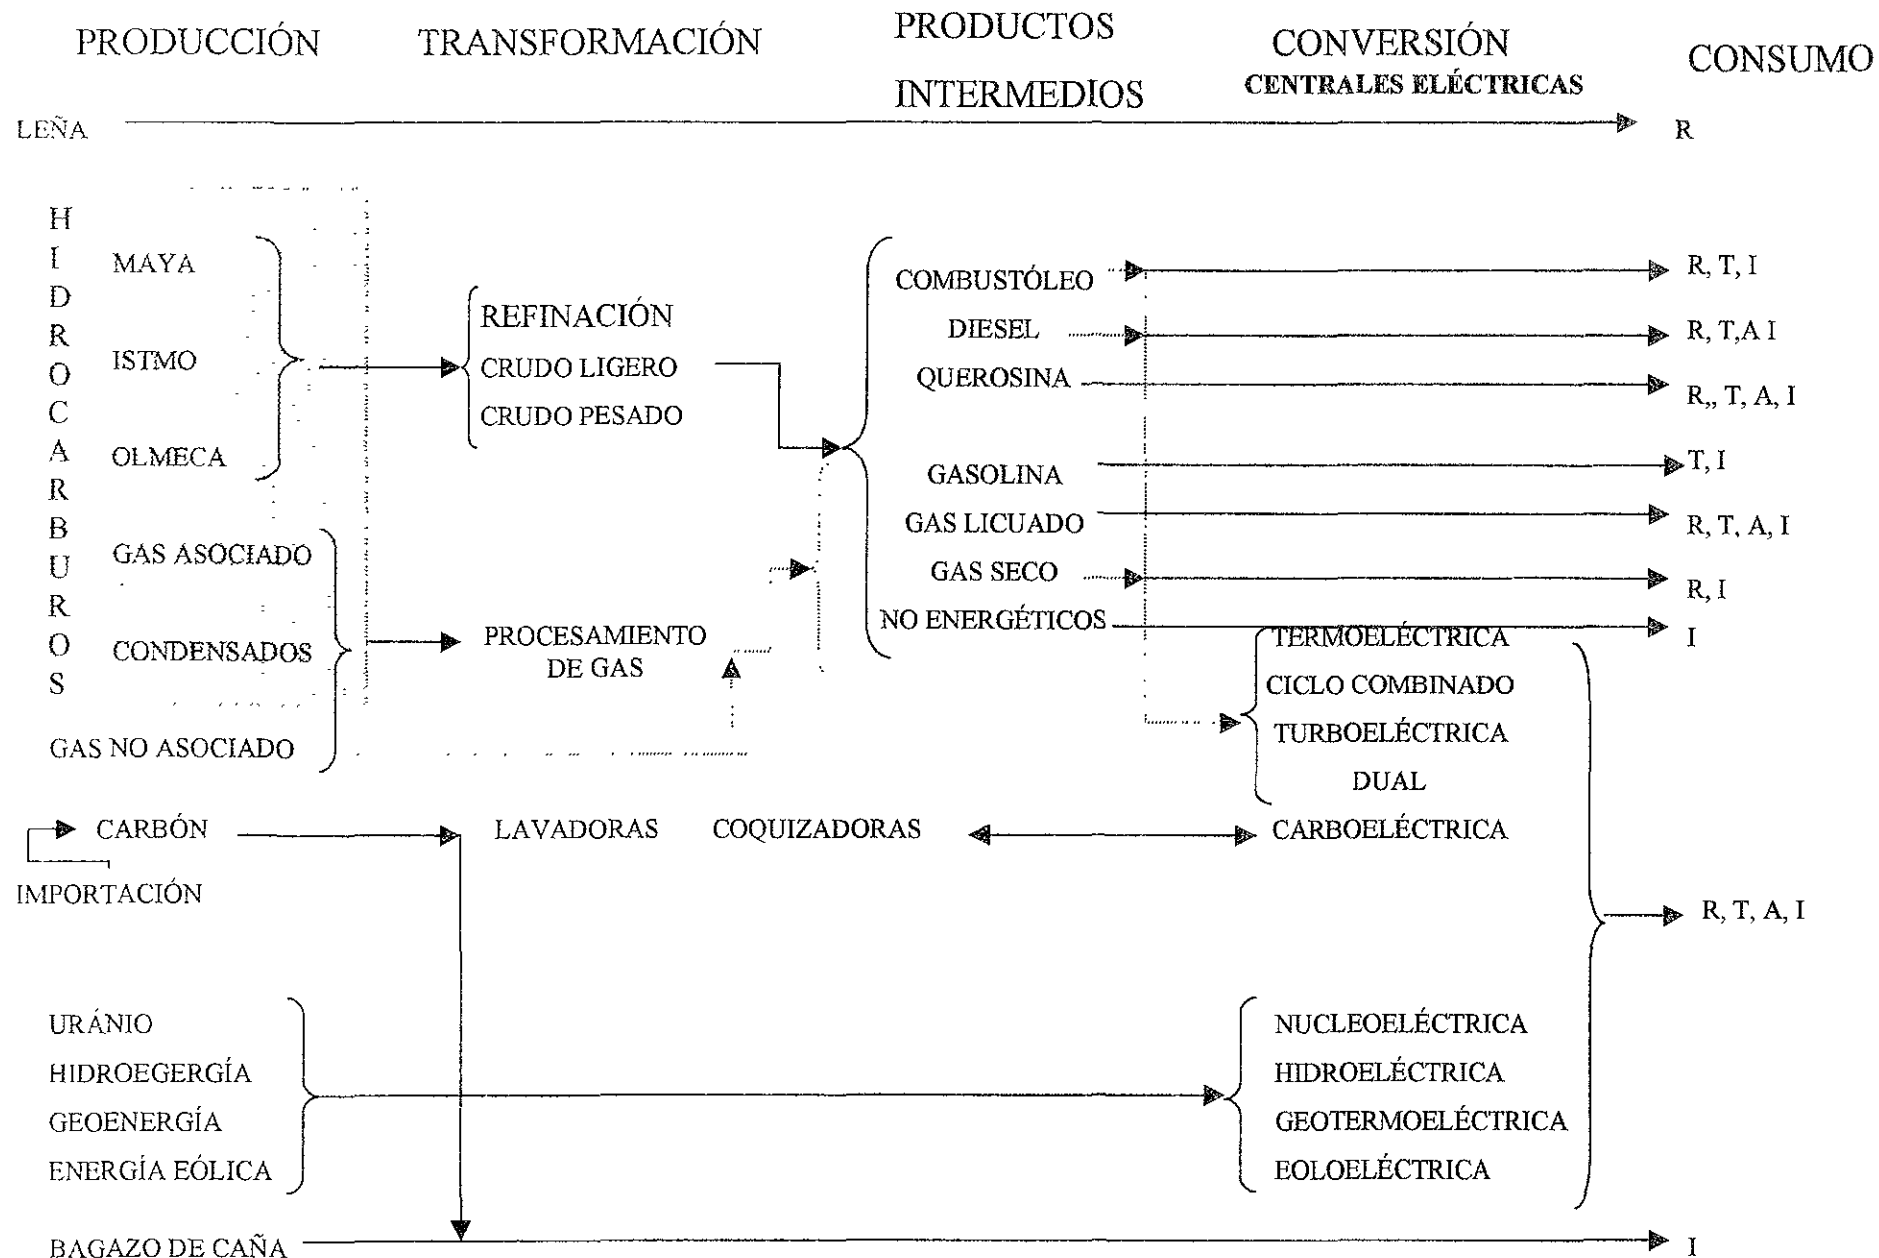 PRODUCCIÓN TRANSFORMACIÓN PRODUCTOS INTERMEDIOS CONVERSIÓN CONSUMO
CENTRALES ELÉCTRICAS
LEÑA R
HIDROCARBUROS
MAYA
ISTMO
OLMECA
GAS ASOCIADO
CONDENSADOS
GAS NO ASOCIADO
REFINACIÓN
CRUDO LIGERO
CRUDO PESADO
PROCESAMIENTO
DE GAS
COMBUSTÓLEO R, T, I
DIESEL R, T,A I
QUEROSINA R,, T, A, I
GASOLINA T, I
GAS LICUADO R, T, A, I
GAS SECO R, I
NO ENERGÉTICOS I
TERMOELÉCTRICA
CICLO COMBINADO
TURBOELÉCTRICA
DUAL
CARBÓN LAVADORAS COQUIZADORAS CARBOELÉCTRICA
IMPORTACIÓN
R, T, A, I
URÁNIO NUCLEOELÉCTRICA
HIDROEGERGÍA HIDROELÉCTRICA
GEOENERGÍA GEOTERMOELÉCTRICA
ENERGÍA EÓLICA EOLOELÉCTRICA
BAGAZO DE CAÑA I